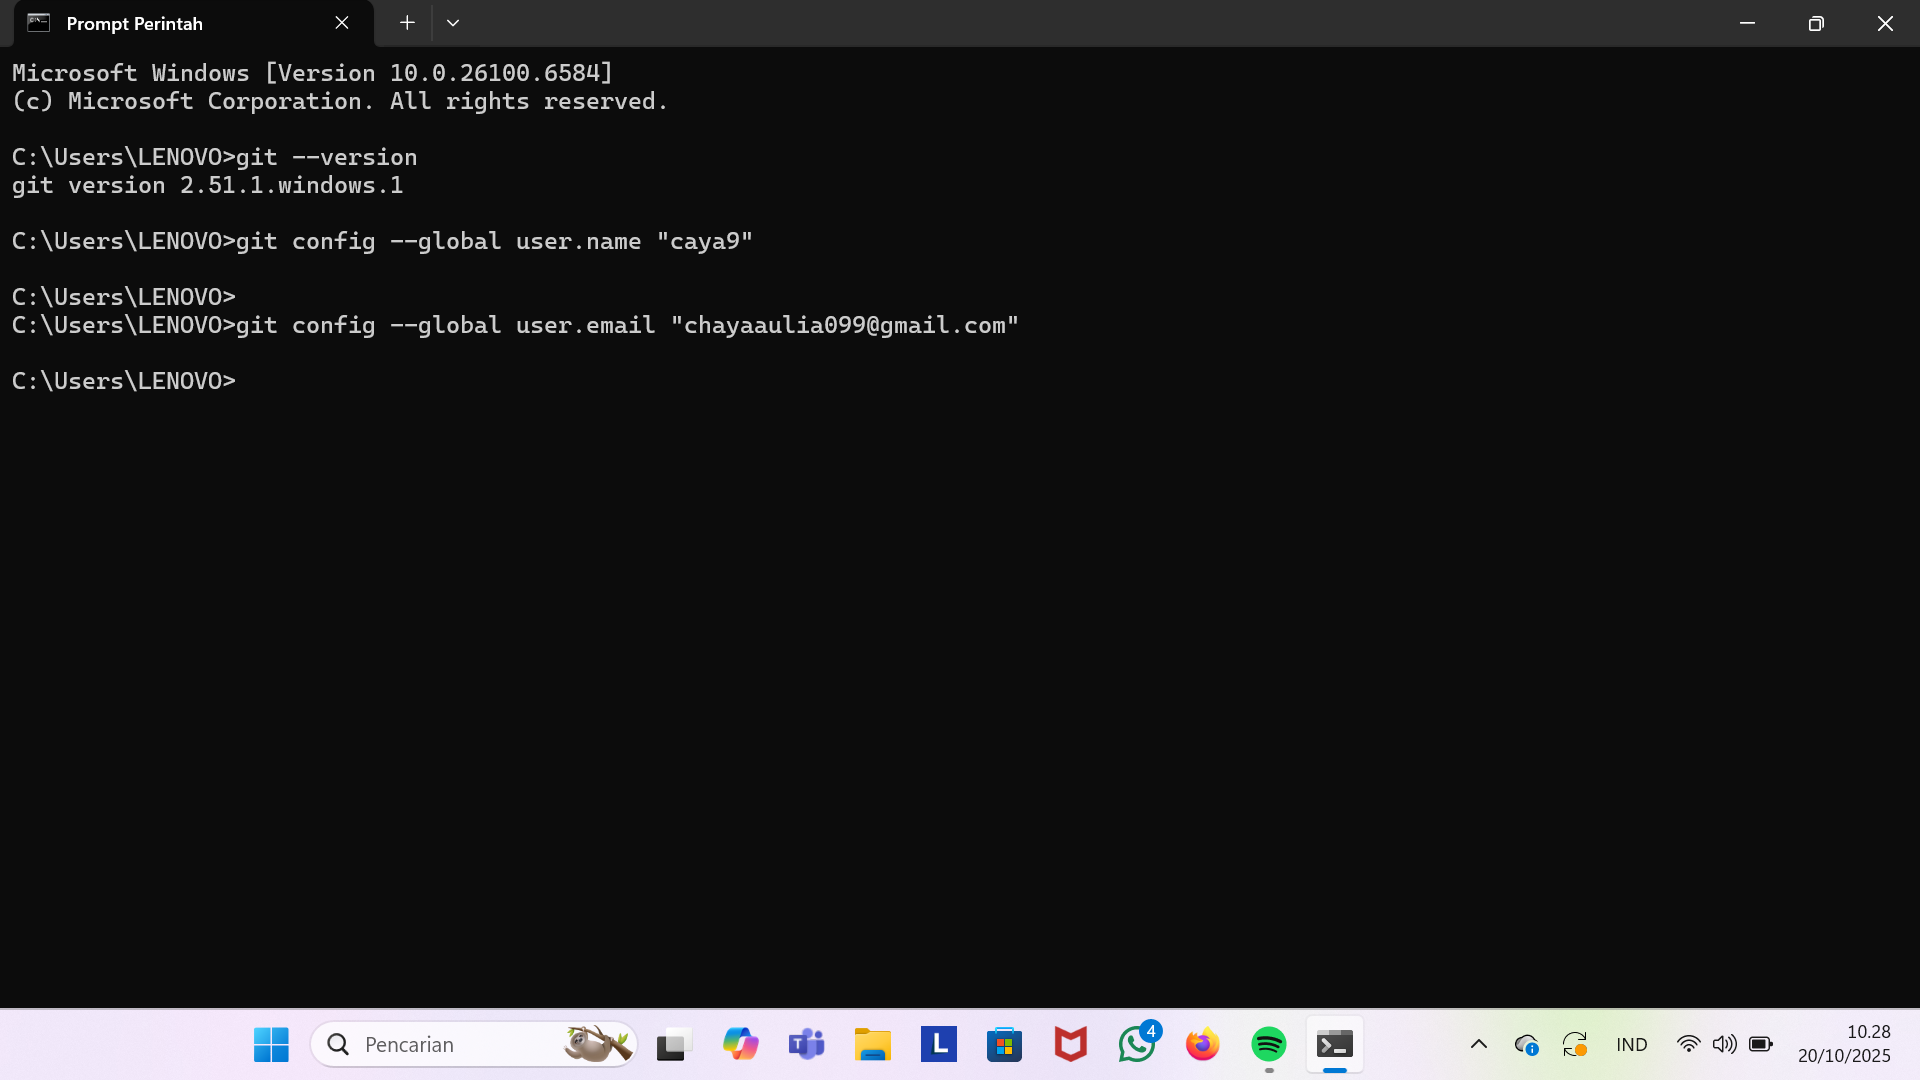 Prompt Perintah
Microsoft Windows [Version 10.0.26100.6584]
(c) Microsoft Corporation. All rights reserved.
C:\Users\LENOVO>git --version
git version 2.51.1.windows.1
C:\Users\LENOVO>git config --global user.name "caya9"
C:\Users\LENOVO>
C:\Users\LENOVO>git config --global user.email "chayaaulia099@gmail.com"
C:\Users\LENOVO>
Pencarian
L
4
IND
10.28
20/10/2025